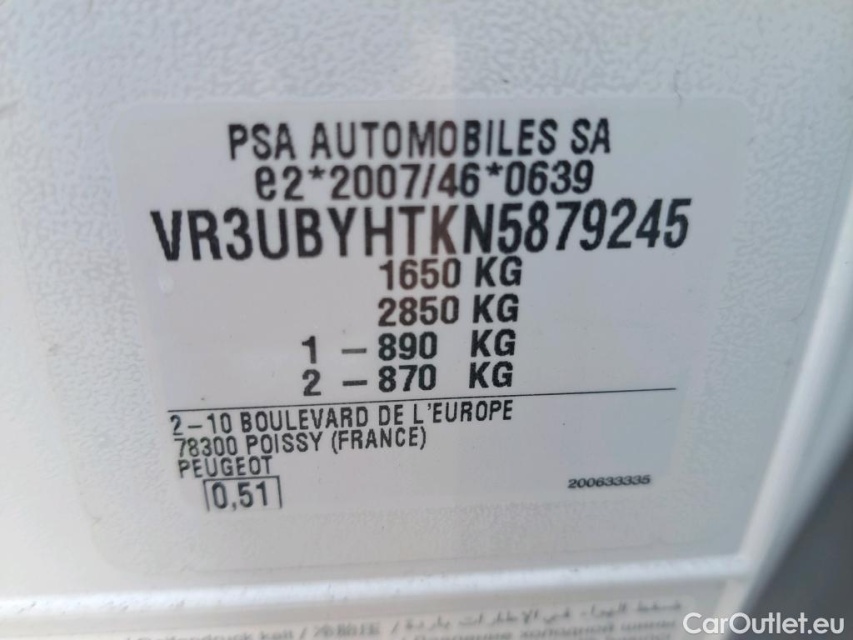 PSA AUTOMOBILES SA
e2*2007/46*0639
VR3UBYHTKN5879245
1650 KG
2850 KG
1 – 890 KG
2 – 870 KG
2–10 BOULEVARD DE L'EUROPE
78300 POISSY (FRANCE)
PEUGEOT
0,51
200633335
CarOutlet.eu